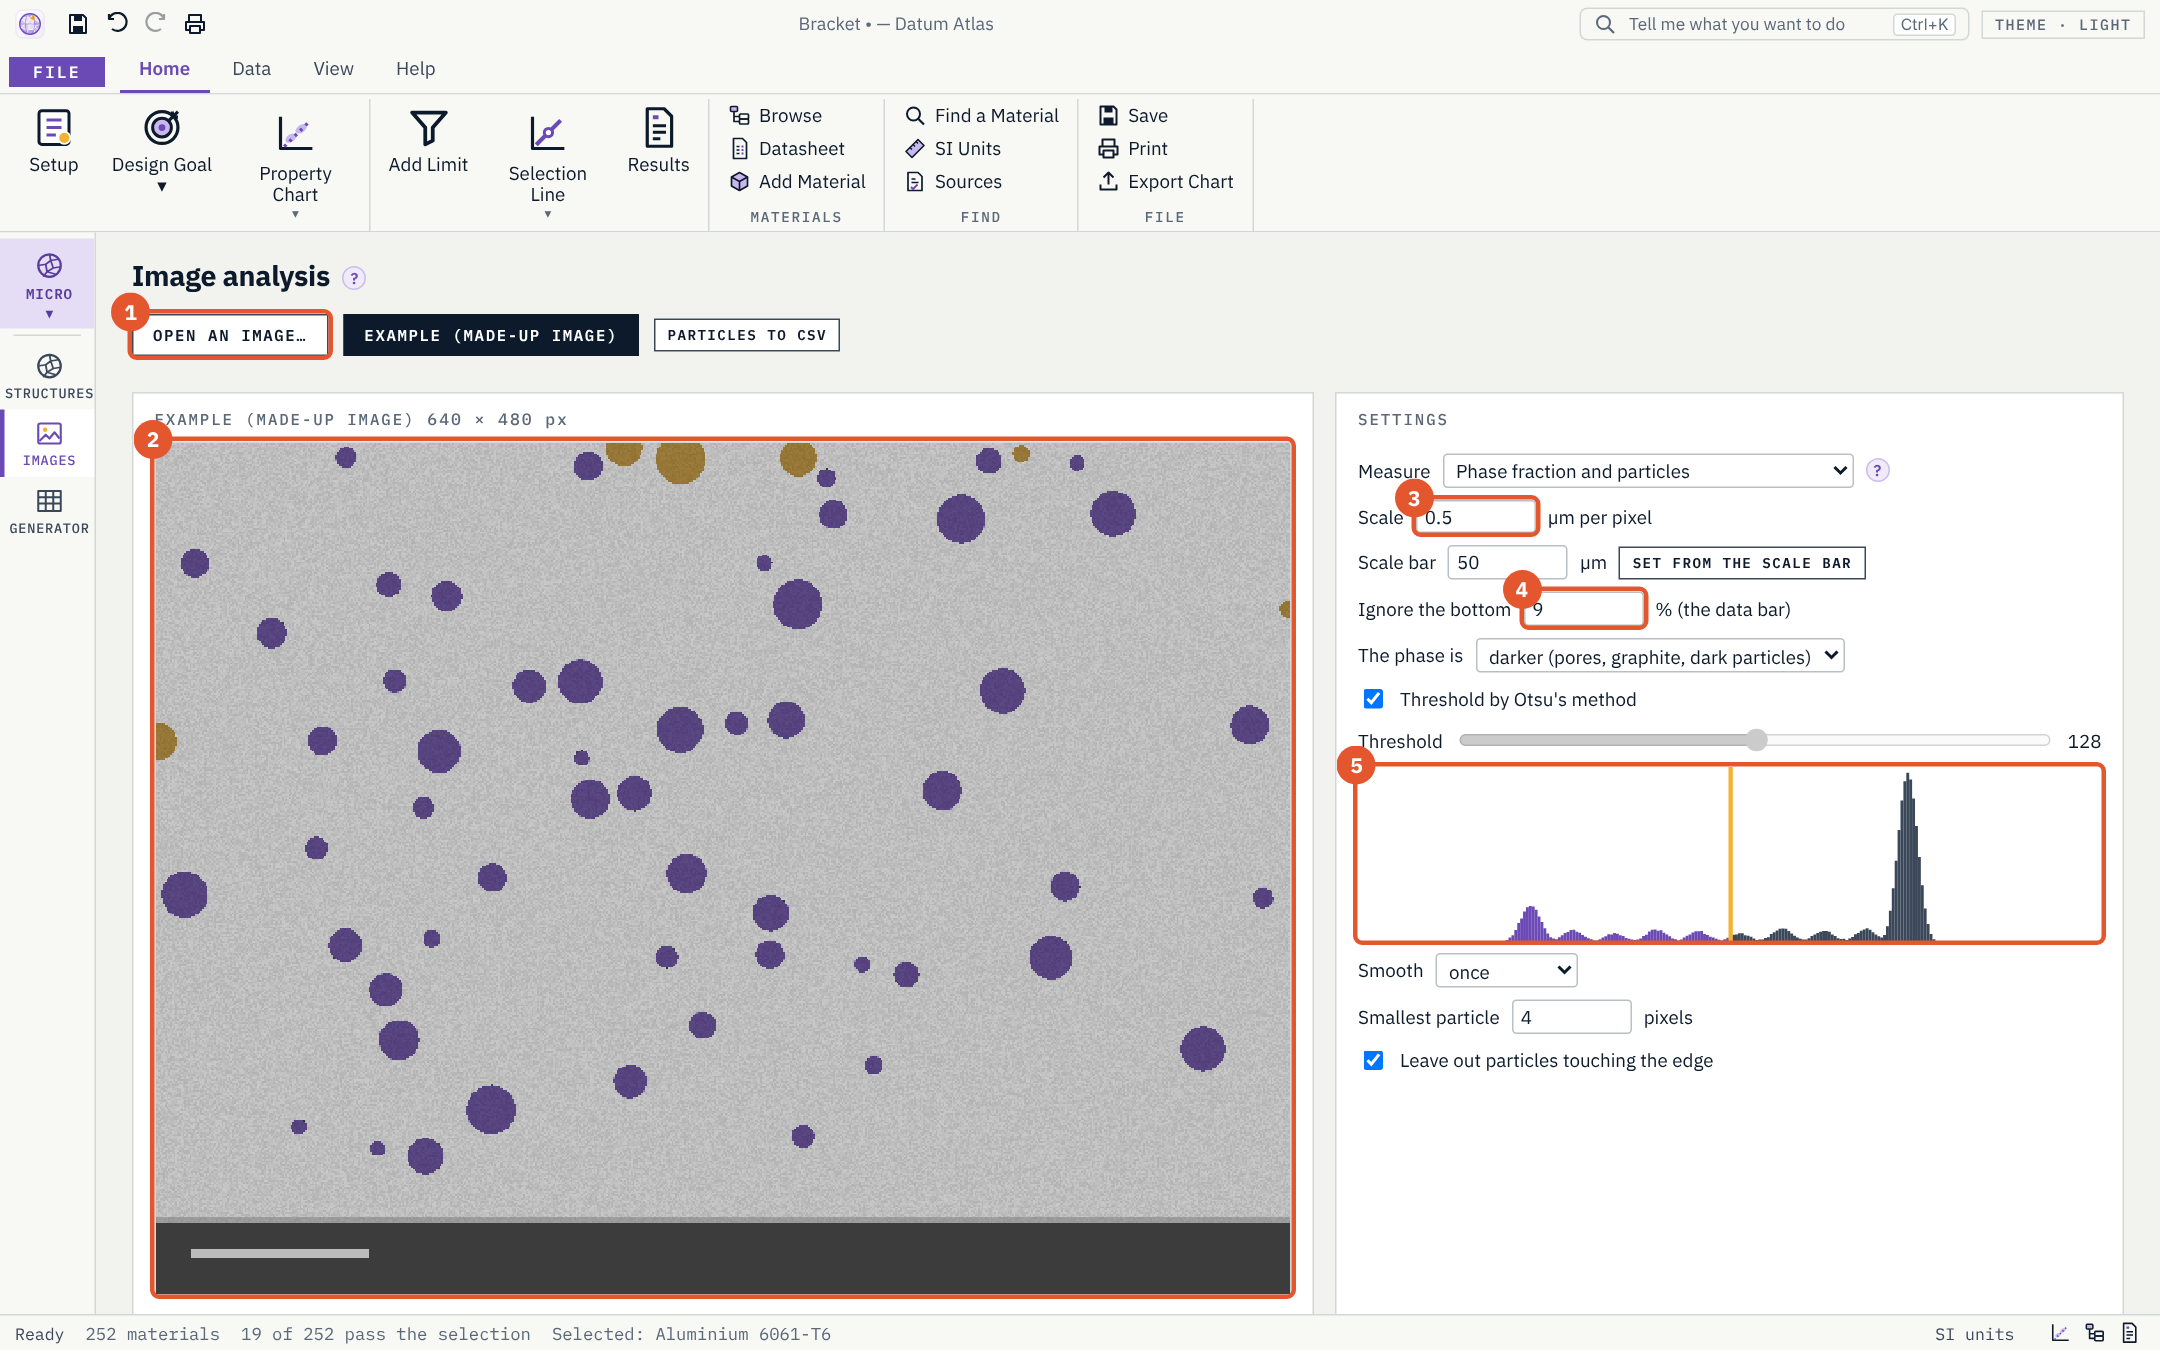 Bracket • — Datum Atlas
Tell me what you want to do
Ctrl+K
THEME · LIGHT
FILE
Home
Data
View
Help
Setup
Design Goal
Property Chart
Add Limit
Selection Line
Results
Browse
Datasheet
Add Material
MATERIALS
Find a Material
SI Units
Sources
FIND
Save
Print
Export Chart
FILE
MICRO
STRUCTURES
IMAGES
GENERATOR
Image analysis ?
1
OPEN AN IMAGE…
EXAMPLE (MADE-UP IMAGE)
PARTICLES TO CSV
EXAMPLE (MADE-UP IMAGE) 640 × 480 px
2
SETTINGS
Measure Phase fraction and particles ?
3
Scale 0.5 µm per pixel
Scale bar 50 µm SET FROM THE SCALE BAR
4
Ignore the bottom 9 % (the data bar)
The phase is darker (pores, graphite, dark particles)
Threshold by Otsu's method
Threshold 128
5
Smooth once
Smallest particle 4 pixels
Leave out particles touching the edge
Ready 252 materials 19 of 252 pass the selection Selected: Aluminium 6061-T6
SI units